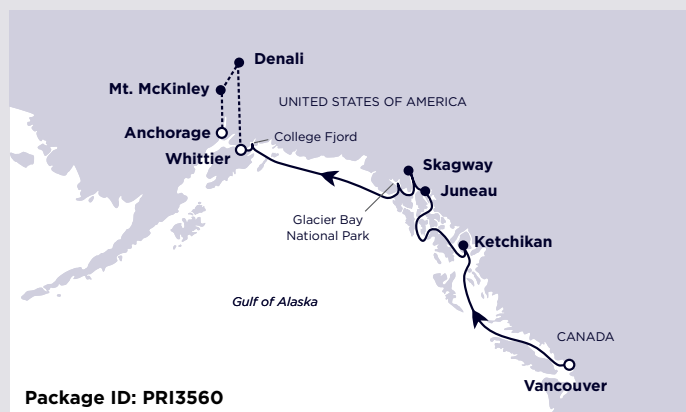 Denali
Mt. McKinley
UNITED STATES OF AMERICA
Anchorage
College Fjord
Whittier
Skagway
Juneau
Glacier Bay
National Park
Ketchikan
Gulf of Alaska
CANADA
Vancouver
Package ID: PRI3560